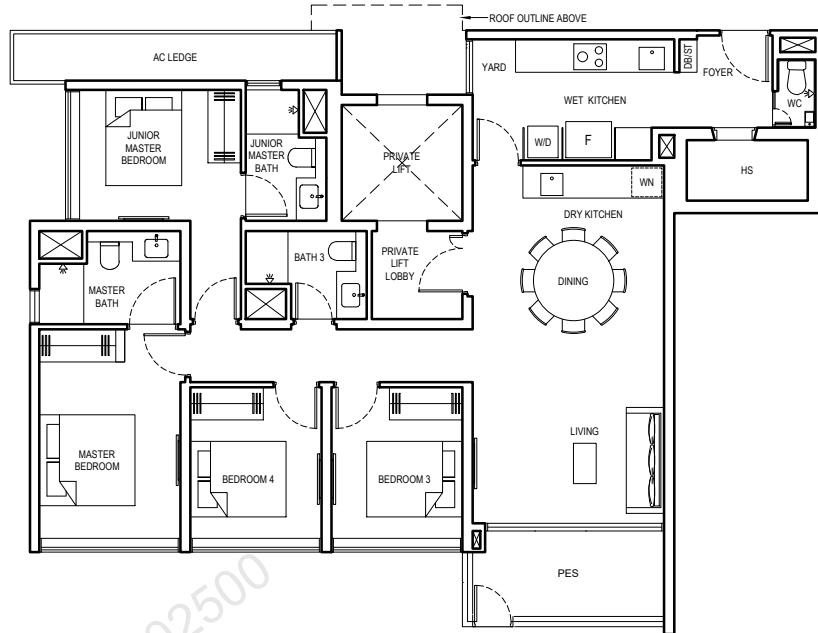 ROOF OUTLINE ABOVE
AC LEDGE
YARD
DB/ST
FOYER
WET KITCHEN
WC
JUNIOR
MASTER
BEDROOM
JUNIOR
MASTER
BATH
PRIVATE
LIFT
W/D
F
HS
WN
DRY KITCHEN
MASTER
BATH
BATH 3
PRIVATE
LIFT
LOBBY
DINING
MASTER
BEDROOM
BEDROOM 4
BEDROOM 3
LIVING
PES
02500